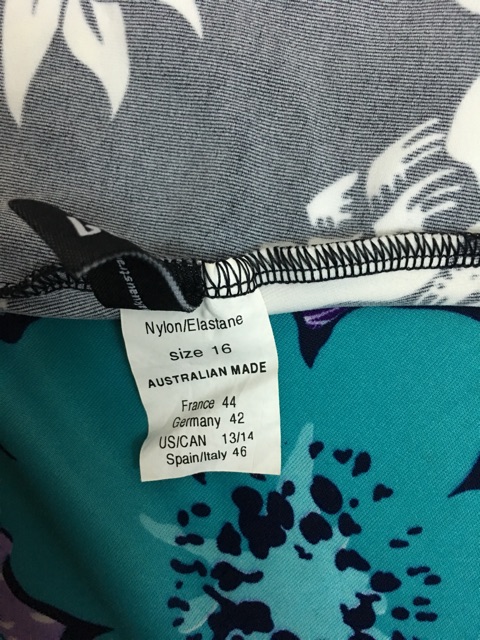 Nylon/Elastane
size 16
AUSTRALIAN MADE
France 44
Germany 42
US/CAN 13/14
Spain/Italy 46